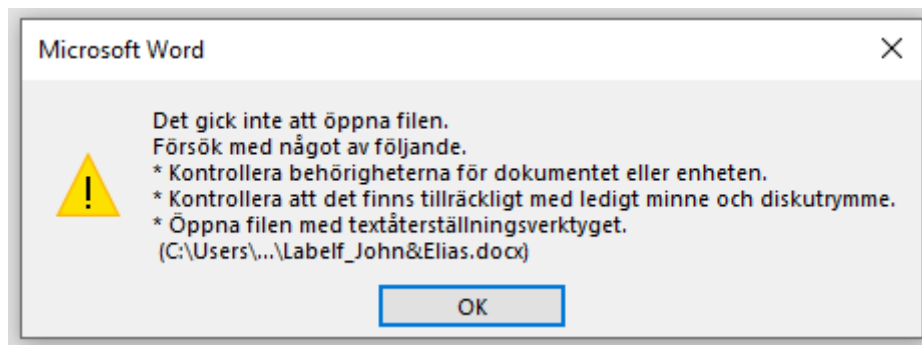 Microsoft Word
Det gick inte att öppna filen.
Försök med något av följande.
* Kontrollera behörigheterna för dokumentet eller enheten.
* Kontrollera att det finns tillräckligt med ledigt minne och diskutrymme.
* Öppna filen med textåterställningsverktyget.
(C:\Users\...\Labelf_John&Elias.docx)
OK